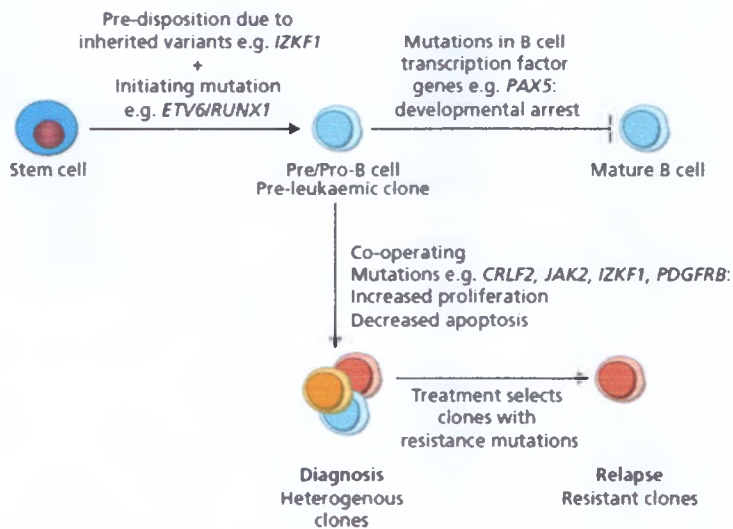 Pre-disposition due to
inherited variants e.g. IZKF1
+
Initiating mutation
e.g. ETV6/RUNX1
Mutations in B cell
transcription factor
genes e.g. PAX5:
developmental arrest
Stem cell
Pre/Pro-B cell
Pre-leukaemic clone
Mature B cell
Co-operating
Mutations e.g. CRLF2, JAK2, IZKF1, PDGFRB:
Increased proliferation
Decreased apoptosis
Treatment selects
clones with
resistance mutations
Diagnosis
Heterogenous
clones
Relapse
Resistant clones